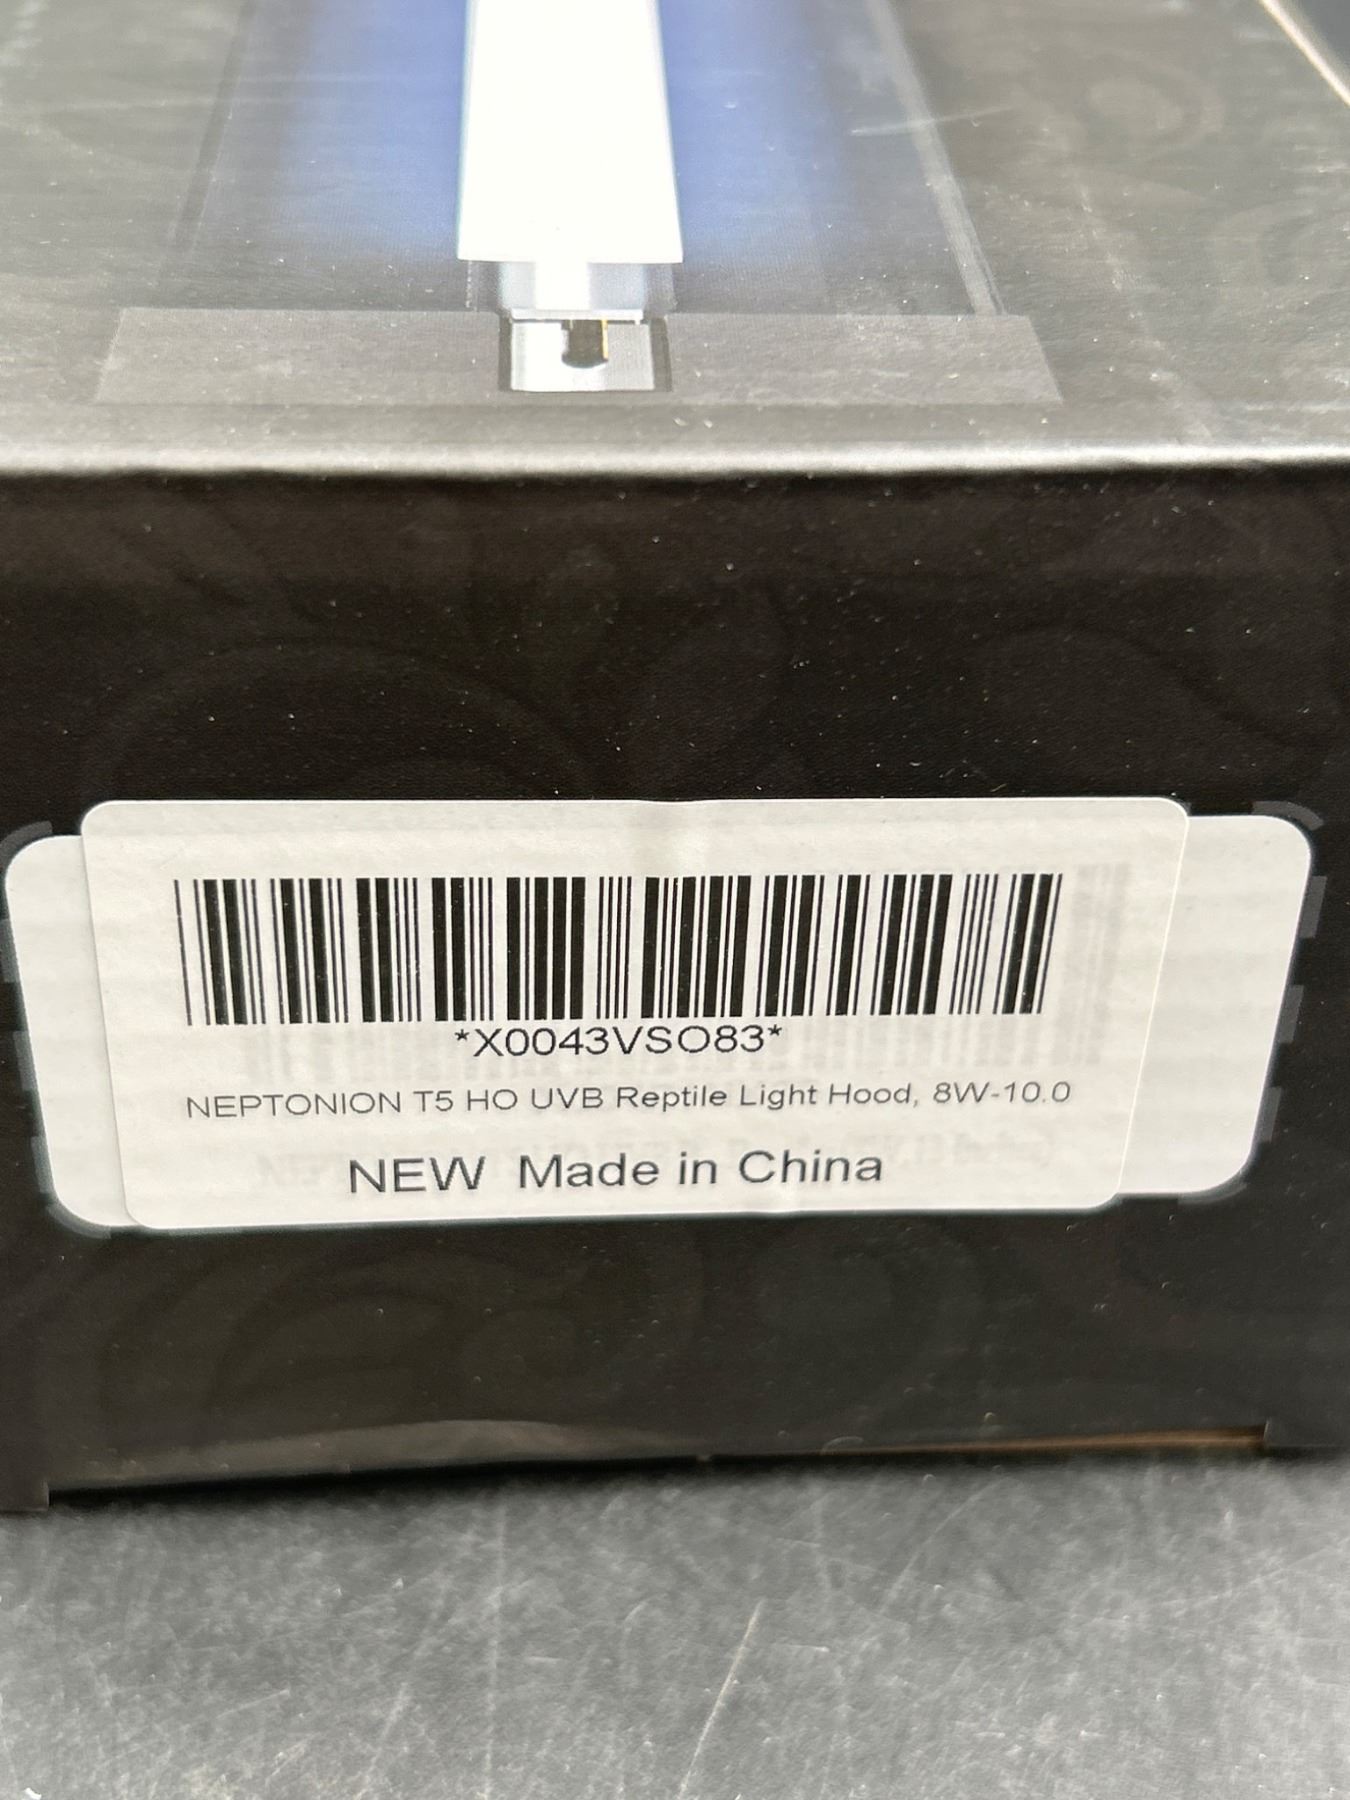 *X0043VSO83*
NEPTONION T5 HO UVB Reptile Light Hood, 8W-10.0
NEW Made in China